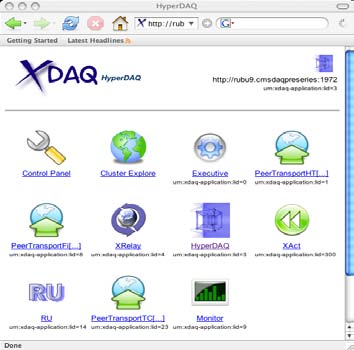 HyperDAQ
http://rub
G
Getting Started Latest Headlines
XDAQ HyperDAQ
http://rubu9.cmsdaqpreseries:1972
urn:xdaq-application:lid=3
Control Panel Cluster Explore Executive PeerTransportHT[...]
urn:xdaq-application:lid=0 urn:xdaq-application:lid=1
PeerTransportFi[...] XRelay HyperDAQ XAct
urn:xdaq-application:lid=8 urn:xdaq-application:lid=4 urn:xdaq-application:lid=3 urn:xdaq-application:lid=300
RU
RU PeerTransportTC[...] Monitor
urn:xdaq-application:lid=14 urn:xdaq-application:lid=23 urn:xdaq-application:lid=9
Done